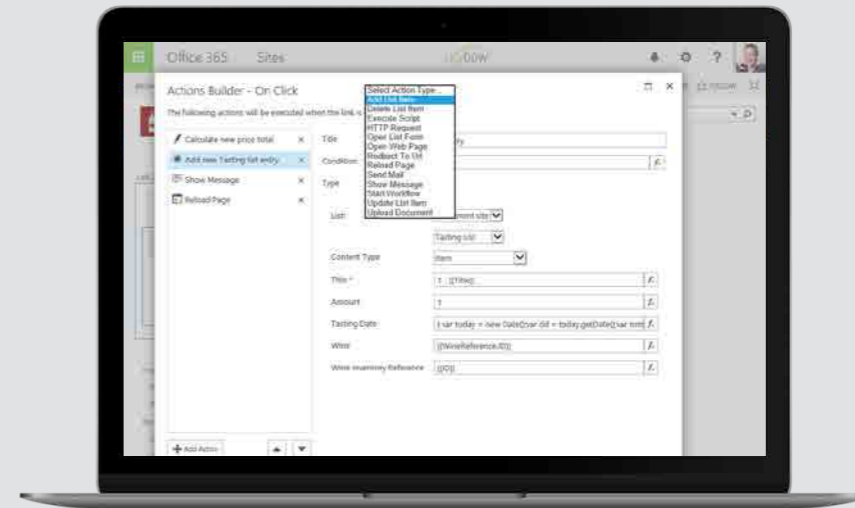 Office 365
Sites
?
Actions Builder - On Click
The following actions will be executed when the link is
Calculate new price total
Add new Tasting list entry
Show Message
Reload Page
Add Action
Select Action Type...
Add List Item
Delete List Item
Execute Script
HTTP Request
Open List Form
Open Web Page
Redirect To Url
Reload Page
Send Mail
Show Message
Start Workflow
Update List Item
Upload Document
Title
Condition
Type
List
Tasting List
Content Type
Item
Title *
1 : {{Title}}
Amount
1
Tasting Date
Wine
{{WineReference.ID}}
Wine Inventory Reference
{{ID}}